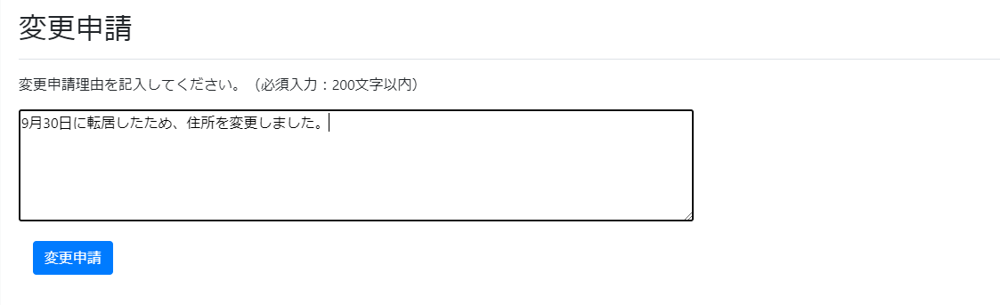 変更申請
変更申請理由を記入してください。（必須入力：200文字以内）
9月30日に転居したため、住所を変更しました。
変更申請